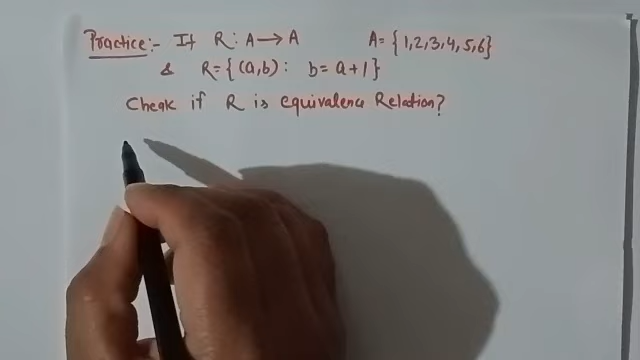 Practice:- If R: A → A A = {1,2,3,4,5,6}
& R = {(a,b): b = a+1}
Cheak if R is equivalence Relation?